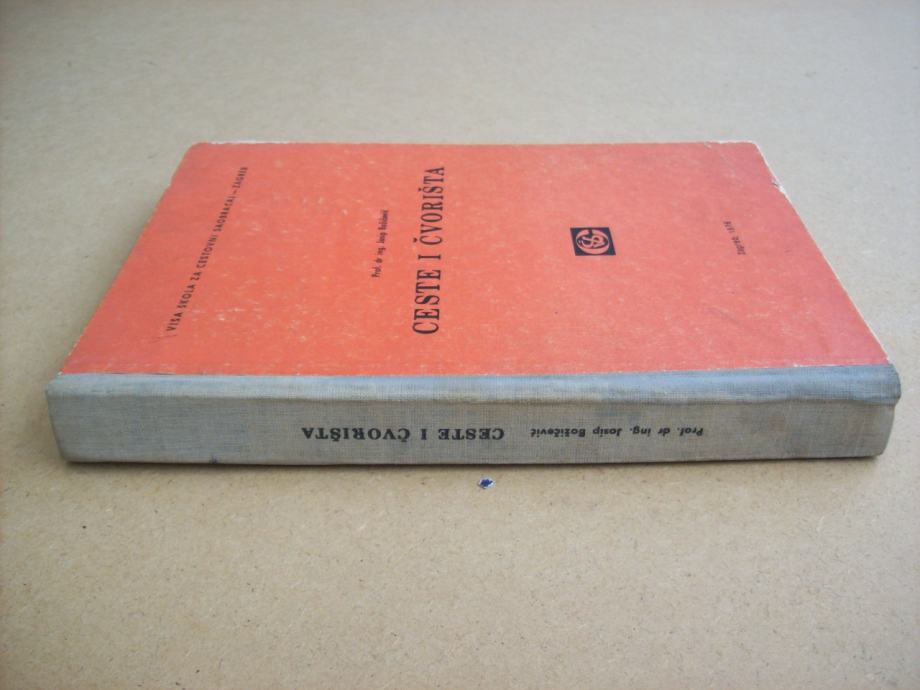 VIŠA ŠKOLA ZA CESTOVNI SAOBRAĆAJ – ZAGREB
Prof. dr ing. Josip Božičević
CESTE I ČVORIŠTA
Zagreb
Prof. dr ing. Josip Božičević
CESTE I ČVORIŠTA